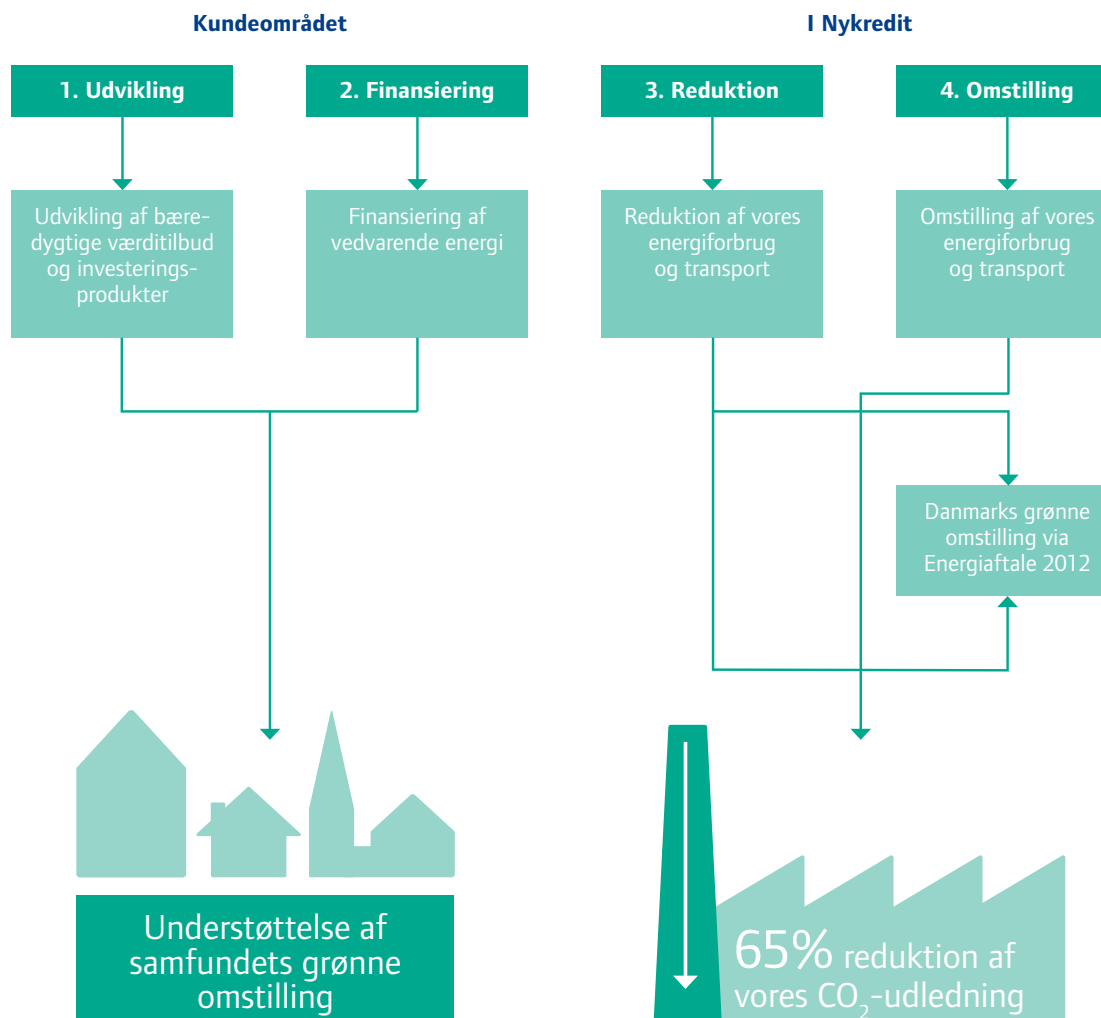 Kundeområdet
I Nykredit
1. Udvikling
2. Finansiering
3. Reduktion
4. Omstilling
Udvikling af bære-
dygtige værditilbud
og investerings-
produkter
Finansiering af
vedvarende energi
Reduktion af vores
energiforbrug
og transport
Omstilling af vores
energiforbrug
og transport
Danmarks grønne
omstilling via
Energiaftale 2012
Understøttelse af
samfundets grønne
omstilling
65% reduktion af
vores CO₂-udledning